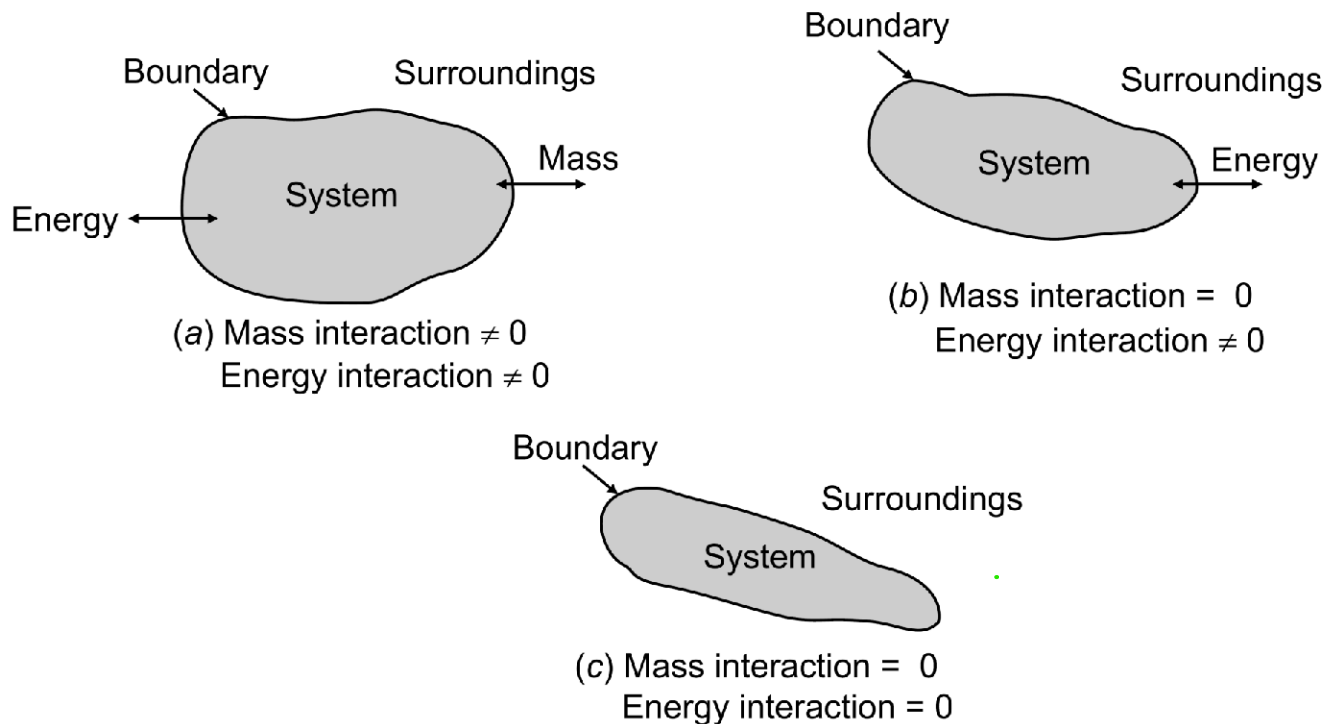 Boundary
Surroundings
Mass
System
Energy
(a) Mass interaction ≠ 0
Energy interaction ≠ 0
Boundary
Surroundings
System
Energy
(b) Mass interaction = 0
Energy interaction ≠ 0
Boundary
Surroundings
System
(c) Mass interaction = 0
Energy interaction = 0